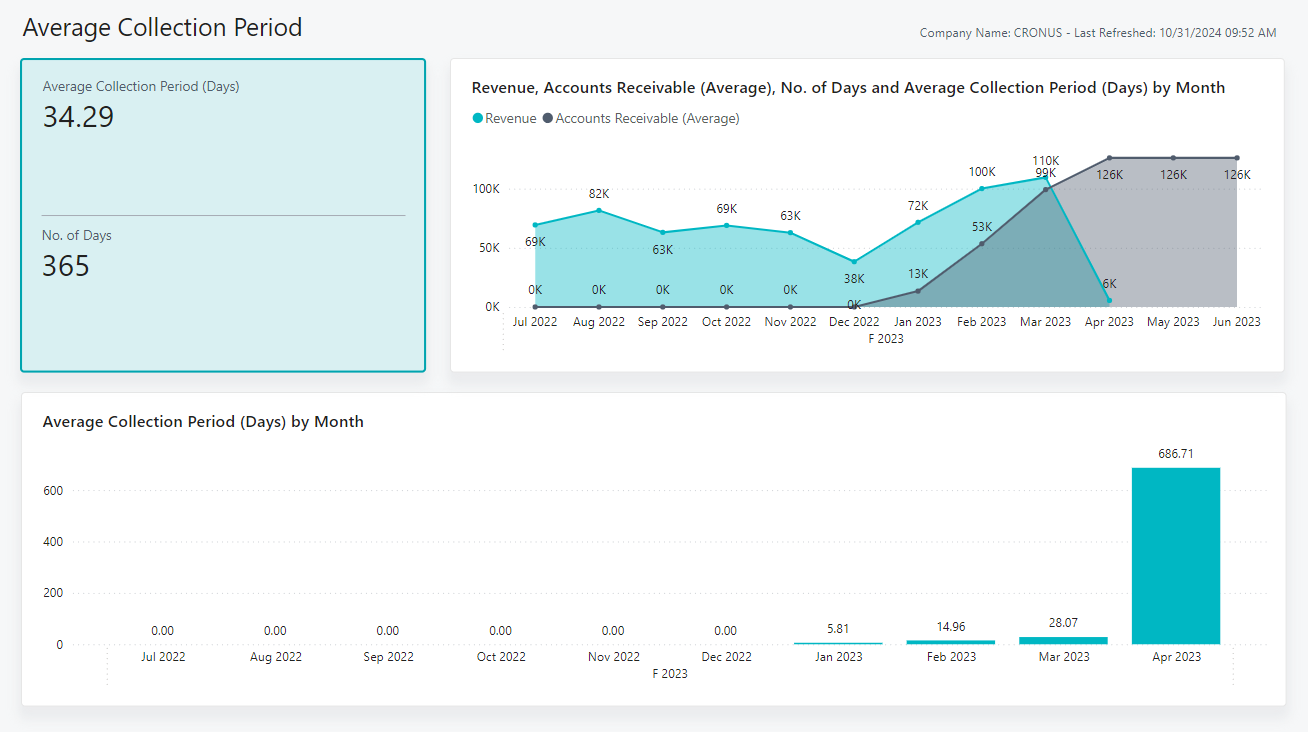 Average Collection Period
Company Name: CRONUS - Last Refreshed: 10/31/2024 09:52 AM
Average Collection Period (Days)
34.29
No. of Days
365
Revenue, Accounts Receivable (Average), No. of Days and Average Collection Period (Days) by Month
Revenue Accounts Receivable (Average)
100K
50K
0K
69K 82K 63K 69K 63K 38K 72K 100K 110K 6K
0K 0K 0K 0K 0K 0K 13K 53K 99K 126K 126K 126K
Jul 2022 Aug 2022 Sep 2022 Oct 2022 Nov 2022 Dec 2022 Jan 2023 Feb 2023 Mar 2023 Apr 2023 May 2023 Jun 2023
F 2023
Average Collection Period (Days) by Month
600
400
200
0
0.00 0.00 0.00 0.00 0.00 0.00 5.81 14.96 28.07 686.71
Jul 2022 Aug 2022 Sep 2022 Oct 2022 Nov 2022 Dec 2022 Jan 2023 Feb 2023 Mar 2023 Apr 2023
F 2023